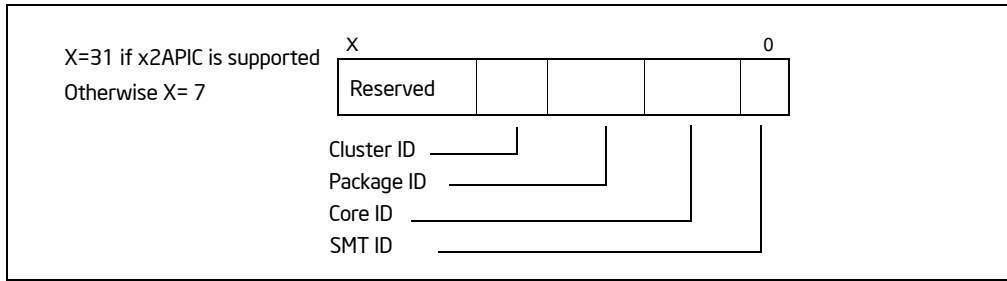 X=31 if x2APIC is supported
Otherwise X= 7
X 0
Reserved
Cluster ID
Package ID
Core ID
SMT ID